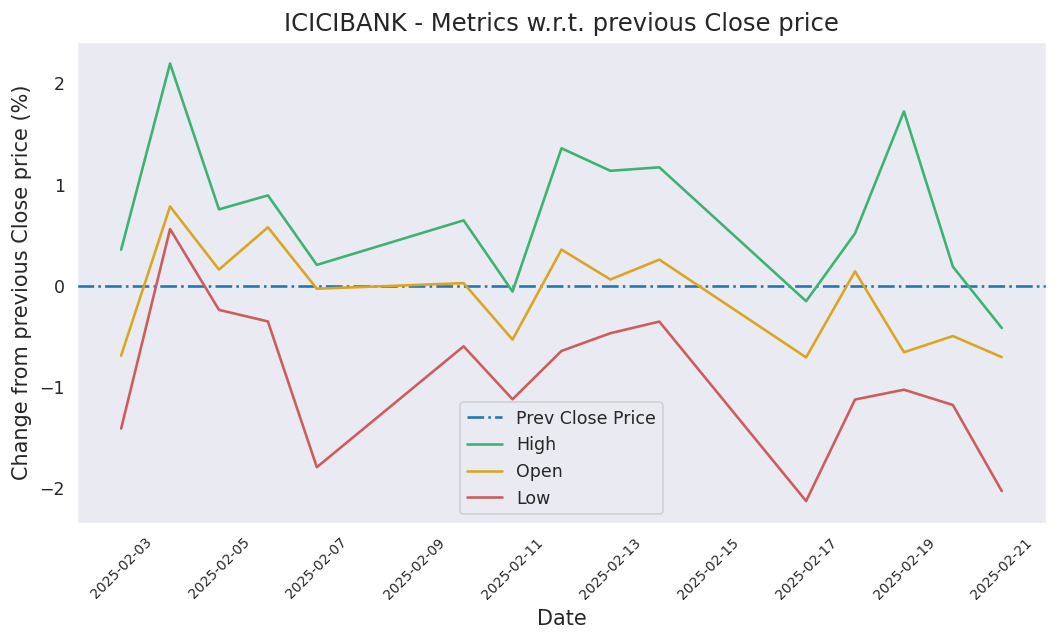 ICICIBANK - Metrics w.r.t. previous Close price
Change from previous Close price (%)
2
1
0
−1
−2
Prev Close Price
High
Open
Low
2025-02-03
2025-02-05
2025-02-07
2025-02-09
2025-02-11
2025-02-13
2025-02-15
2025-02-17
2025-02-19
2025-02-21
Date